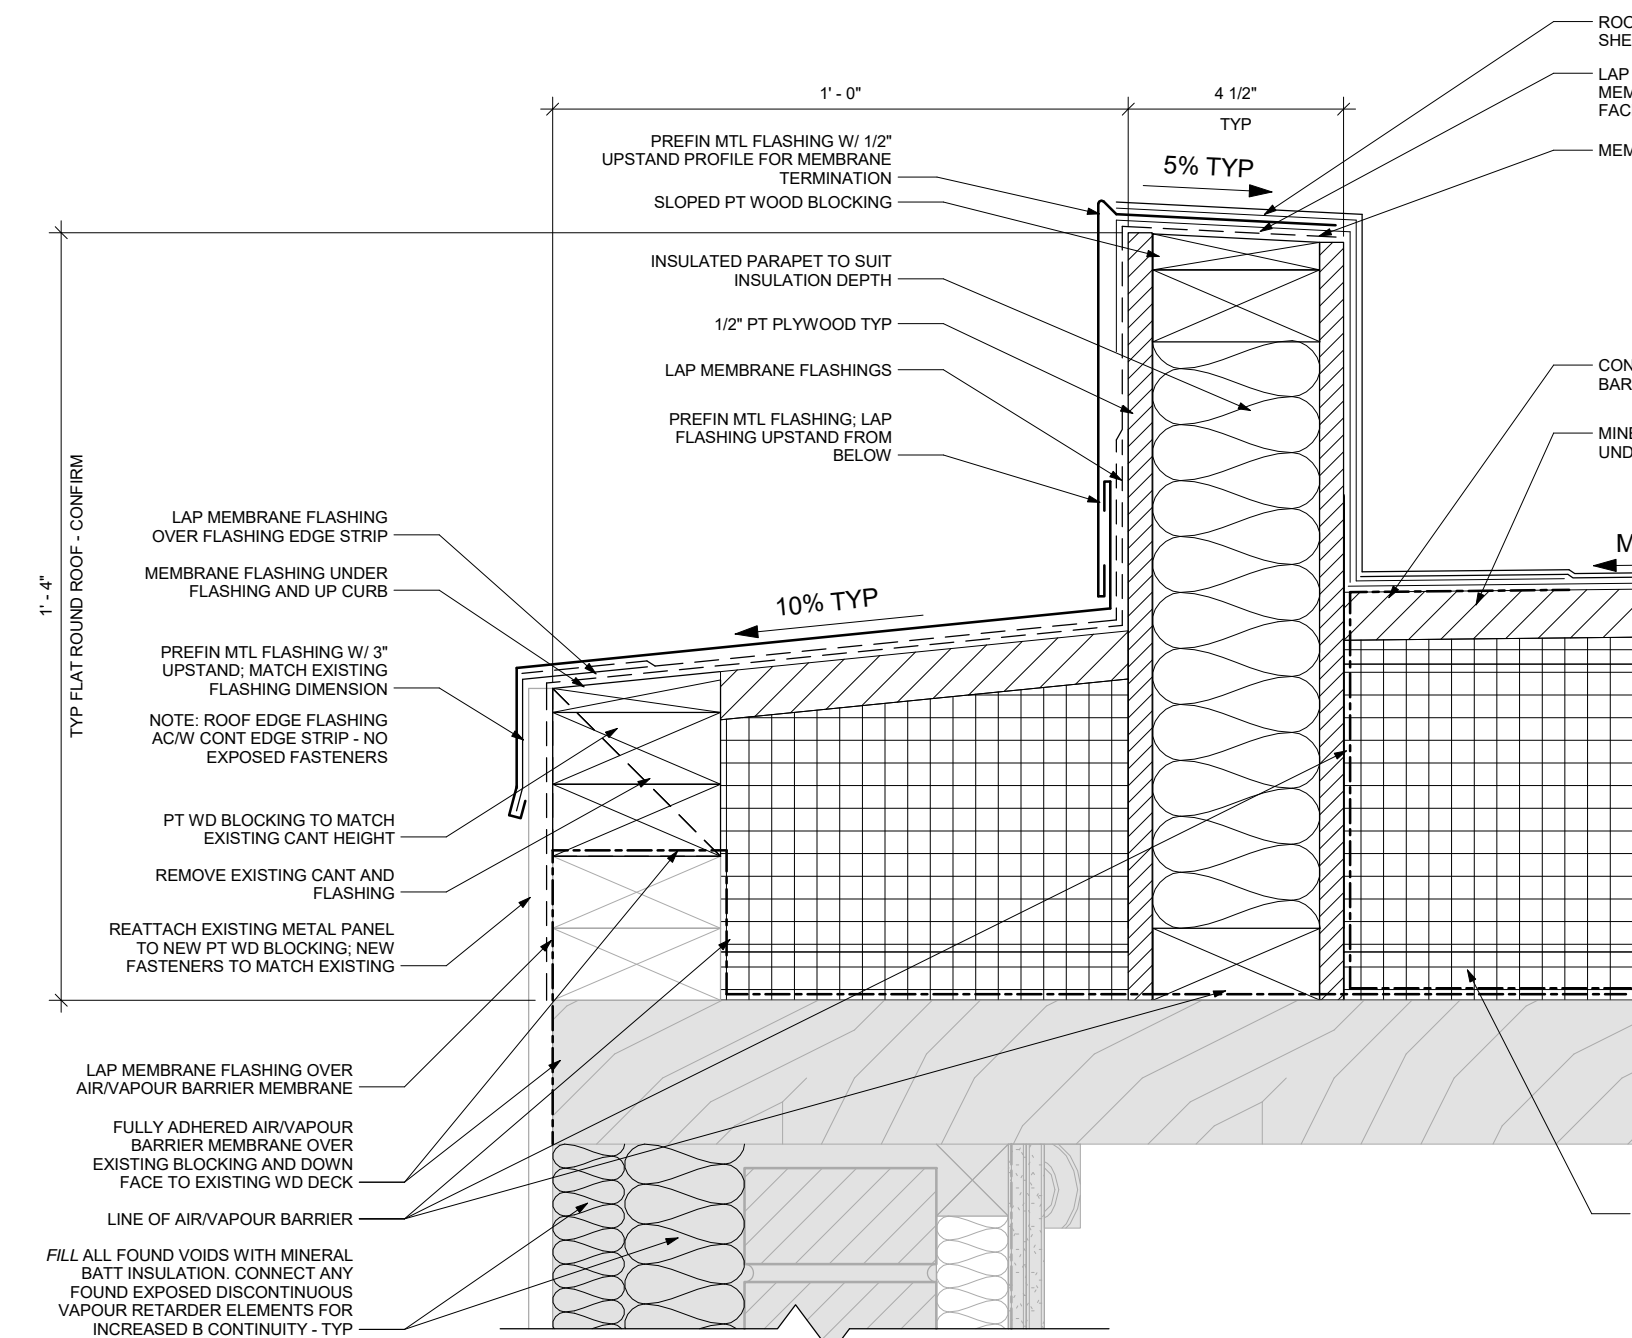 1' - 0"
4 1/2"
TYP
5% TYP
PREFIN MTL FLASHING W/ 1/2"
UPSTAND PROFILE FOR MEMBRANE
TERMINATION
SLOPED PT WOOD BLOCKING
INSULATED PARAPET TO SUIT
INSULATION DEPTH
1/2" PT PLYWOOD TYP
LAP MEMBRANE FLASHINGS
PREFIN MTL FLASHING; LAP
FLASHING UPSTAND FROM
BELOW
10% TYP
1' - 4"
TYP FLAT ROUND ROOF - CONFIRM
LAP MEMBRANE FLASHING
OVER FLASHING EDGE STRIP
MEMBRANE FLASHING UNDER
FLASHING AND UP CURB
PREFIN MTL FLASHING W/ 3"
UPSTAND; MATCH EXISTING
FLASHING DIMENSION
NOTE: ROOF EDGE FLASHING
AC/W CONT EDGE STRIP - NO
EXPOSED FASTENERS
PT WD BLOCKING TO MATCH
EXISTING CANT HEIGHT
REMOVE EXISTING CANT AND
FLASHING
REATTACH EXISTING METAL PANEL
TO NEW PT WD BLOCKING; NEW
FASTENERS TO MATCH EXISTING
LAP MEMBRANE FLASHING OVER
AIR/VAPOUR BARRIER MEMBRANE
FULLY ADHERED AIR/VAPOUR
BARRIER MEMBRANE OVER
EXISTING BLOCKING AND DOWN
FACE TO EXISTING WD DECK
LINE OF AIR/VAPOUR BARRIER
FILL ALL FOUND VOIDS WITH MINERAL
BATT INSULATION. CONNECT ANY
FOUND EXPOSED DISCONTINUOUS
VAPOUR RETARDER ELEMENTS FOR
INCREASED B CONTINUITY - TYP
LAP